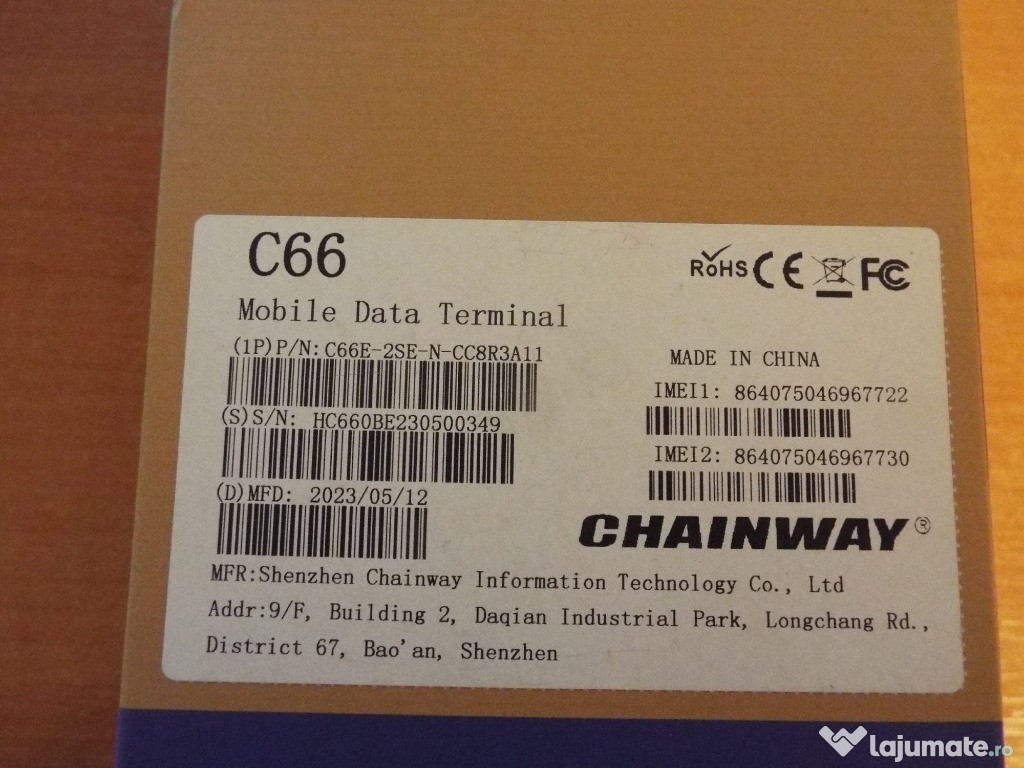 C66
Mobile Data Terminal
(1P)P/N:C66E-2SE-N-CC8R3A11
(S)S/N: HC660BE230500349
(D)MFD: 2023/05/12
RoHS CE FC
MADE IN CHINA
IMEI1: 864075046967722
IMEI2: 864075046967730
CHAINWAY®
MFR:Shenzhen Chainway Information Technology Co., Ltd
Addr:9/F, Building 2, Daqian Industrial Park, Longchang Rd.,
District 67, Bao'an, Shenzhen
lajumate.ro